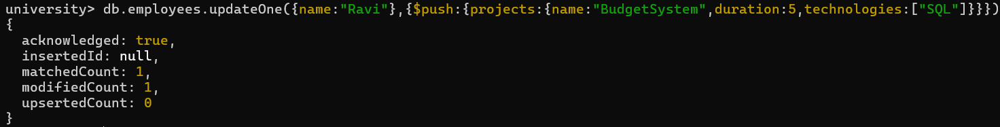 university> db.employees.updateOne({name:"Ravi"},{$push:{projects:{name:"BudgetSystem",duration:5,technologies:["SQL"]}}})
{
  acknowledged: true,
  insertedId: null,
  matchedCount: 1,
  modifiedCount: 1,
  upsertedCount: 0
}